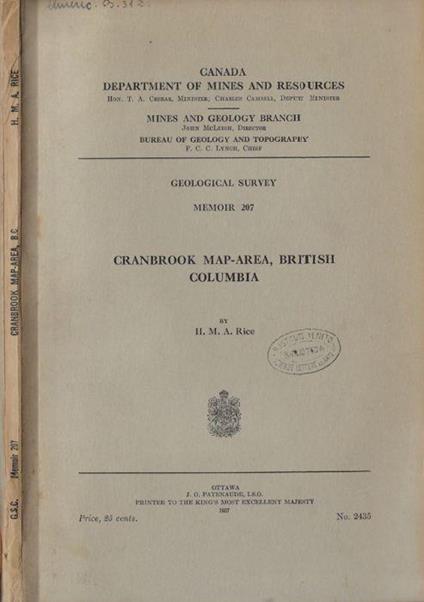 H. M. A. RICE
CRANBROOK MAP-AREA, B.C.
Memoir 207
G.S.C.
CANADA
DEPARTMENT OF MINES AND RESOURCES
Hon. T. A. Crerar, Minister; Charles Camsell, Deputy Minister
MINES AND GEOLOGY BRANCH
John McLeish, Director
BUREAU OF GEOLOGY AND TOPOGRAPHY
F. C. C. Lynch, Chief
GEOLOGICAL SURVEY
MEMOIR 207
CRANBROOK MAP-AREA, BRITISH
COLUMBIA
BY
H. M. A. Rice
OTTAWA
J. O. PATENAUDE, I.S.O.
PRINTER TO THE KING'S MOST EXCELLENT MAJESTY
1937
Price, 25 cents.
No. 2435